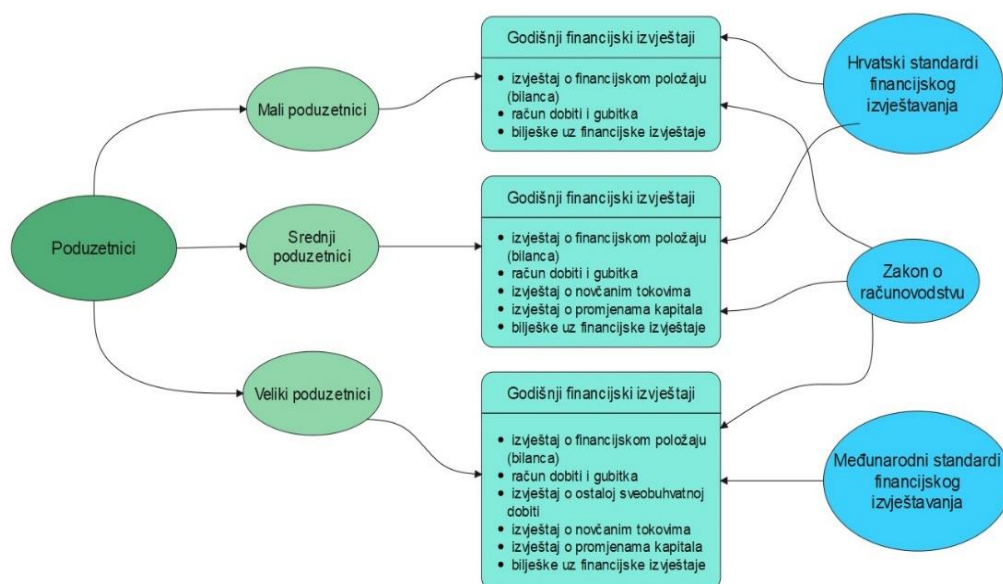 Poduzetnici
Mali poduzetnici
Srednji
poduzetnici
Veliki poduzetnici
Godišnji financijski izvještaji
• izvještaj o financijskom položaju
(bilanca)
• račun dobiti i gubitka
• bilješke uz financijske izvještaje
Godišnji financijski izvještaji
• izvještaj o financijskom položaju
(bilanca)
• račun dobiti i gubitka
• izvještaj o novčanim tokovima
• izvještaj o promjenama kapitala
• bilješke uz financijske izvještaje
Godišnji financijski izvještaji
• izvještaj o financijskom položaju
(bilanca)
• račun dobiti i gubitka
• izvještaj o ostaloj sveobuhvatnoj
dobiti
• izvještaj o novčanim tokovima
• izvještaj o promjenama kapitala
• bilješke uz financijske izvještaje
Hrvatski standardi
financijskog
izvještavanja
Zakon o
računovodstvu
Međunarodni standardi
financijskog
izvještavanja